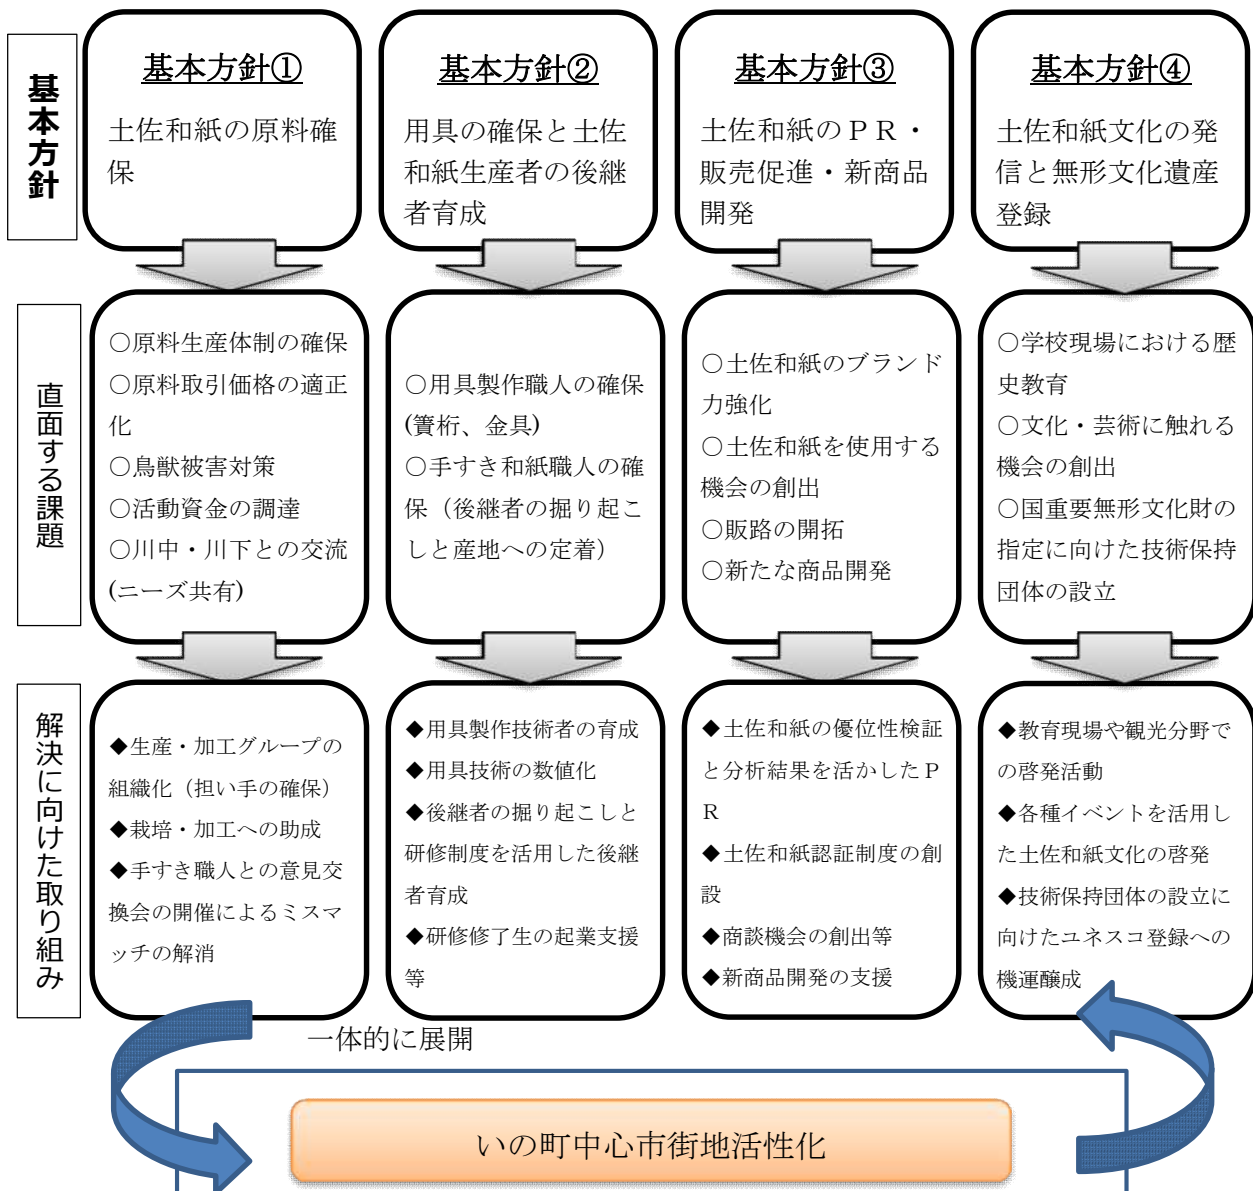 基本方針
基本方針①
土佐和紙の原料確
保
基本方針②
用具の確保と土佐
和紙生産者の後継
者育成
基本方針③
土佐和紙のＰＲ・
販売促進・新商品
開発
基本方針④
土佐和紙文化の発
信と無形文化遺産
登録
直面する課題
○原料生産体制の確保
○原料取引価格の適正
化
○鳥獣被害対策
○活動資金の調達
○川中・川下との交流
(ニーズ共有)
○用具製作職人の確保
(簀桁、金具)
○手すき和紙職人の確
保（後継者の掘り起こ
しと産地への定着）
○土佐和紙のブランド
力強化
○土佐和紙を使用する
機会の創出
○販路の開拓
○新たな商品開発
○学校現場における歴
史教育
○文化・芸術に触れる
機会の創出
○国重要無形文化財の
指定に向けた技術保持
団体の設立
解決に向けた取り組み
◆生産・加工グループの
組織化（担い手の確保）
◆栽培・加工への助成
◆手すき職人との意見交
換会の開催によるミスマ
ッチの解消
◆用具製作技術者の育成
◆用具技術の数値化
◆後継者の掘り起こしと
研修制度を活用した後継
者育成
◆研修修了生の起業支援
等
◆土佐和紙の優位性検証
と分析結果を活かしたＰ
Ｒ
◆土佐和紙認証制度の創
設
◆商談機会の創出等
◆新商品開発の支援
◆教育現場や観光分野で
の啓発活動
◆各種イベントを活用し
た土佐和紙文化の啓発
◆技術保持団体の設立に
向けたユネスコ登録への
機運醸成
一体的に展開
いの町中心市街地活性化